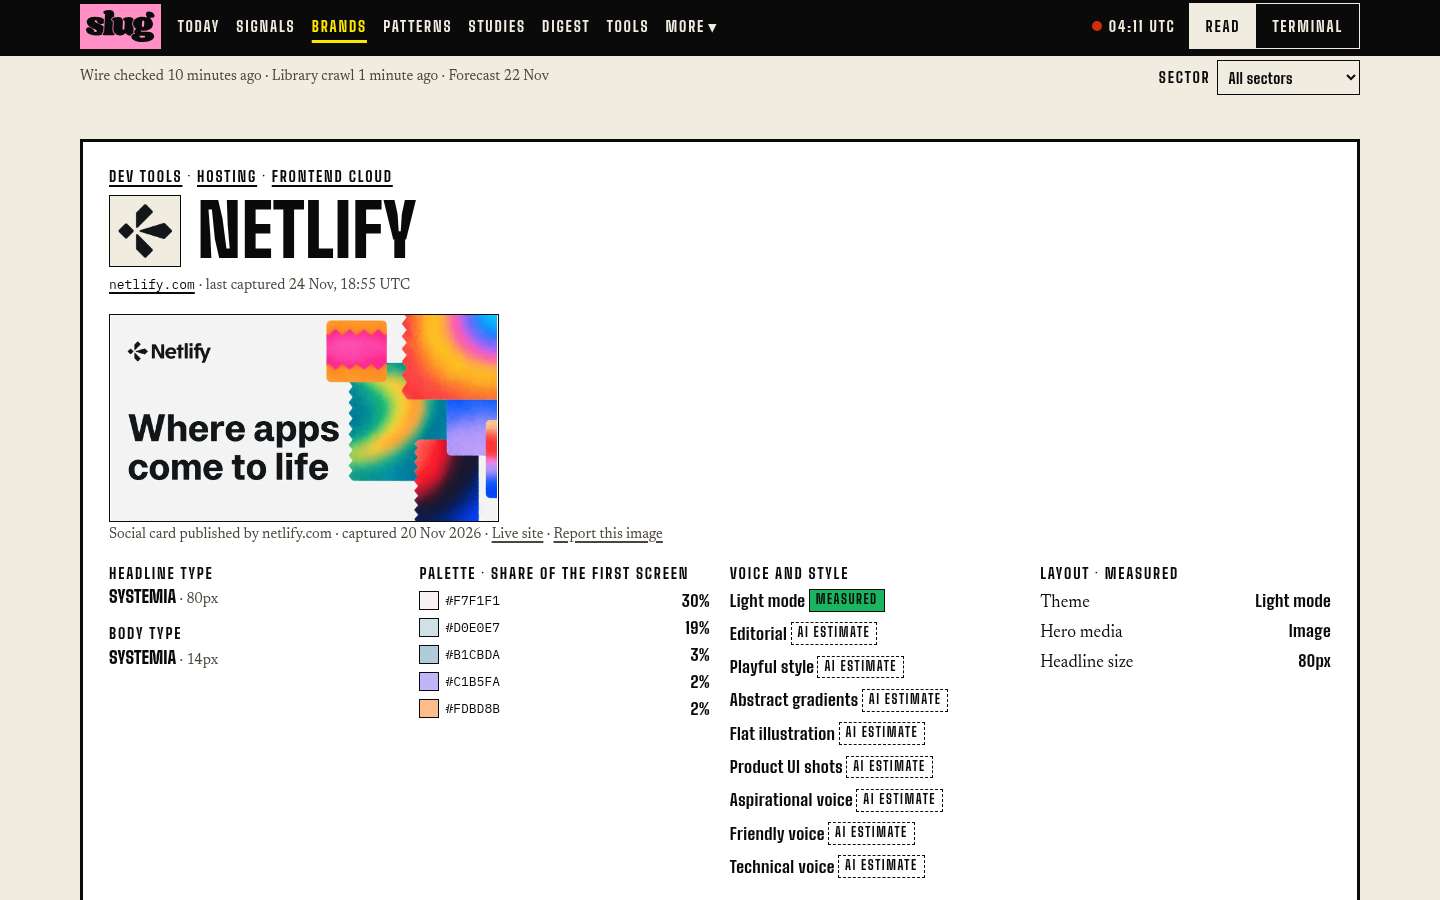 slug TODAY SIGNALS BRANDS PATTERNS STUDIES DIGEST TOOLS MORE ▾ 04:11 UTC READ TERMINAL
Wire checked 10 minutes ago · Library crawl 1 minute ago · Forecast 22 Nov
SECTOR All sectors
DEV TOOLS · HOSTING · FRONTEND CLOUD
NETLIFY
netlify.com · last captured 24 Nov, 18:55 UTC
Netlify
Where apps
come to life
Social card published by netlify.com · captured 20 Nov 2026 · Live site · Report this image
HEADLINE TYPE
SYSTEMIA · 80px
BODY TYPE
SYSTEMIA · 14px
PALETTE · SHARE OF THE FIRST SCREEN
#F7F1F1 30%
#D0E0E7 19%
#B1CBDA 3%
#C1B5FA 2%
#FDBD8B 2%
VOICE AND STYLE
Light mode MEASURED
Editorial AI ESTIMATE
Playful style AI ESTIMATE
Abstract gradients AI ESTIMATE
Flat illustration AI ESTIMATE
Product UI shots AI ESTIMATE
Aspirational voice AI ESTIMATE
Friendly voice AI ESTIMATE
Technical voice AI ESTIMATE
LAYOUT · MEASURED
Theme Light mode
Hero media Image
Headline size 80px